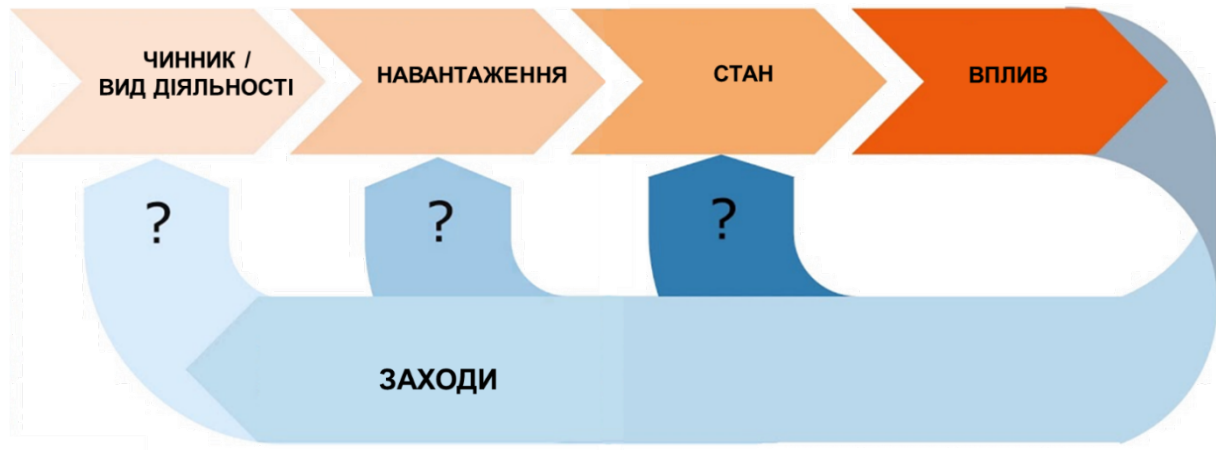 ЧИННИК /
ВИД ДІЯЛЬНОСТІ
НАВАНТАЖЕННЯ
СТАН
ВПЛИВ
?
?
?
ЗАХОДИ